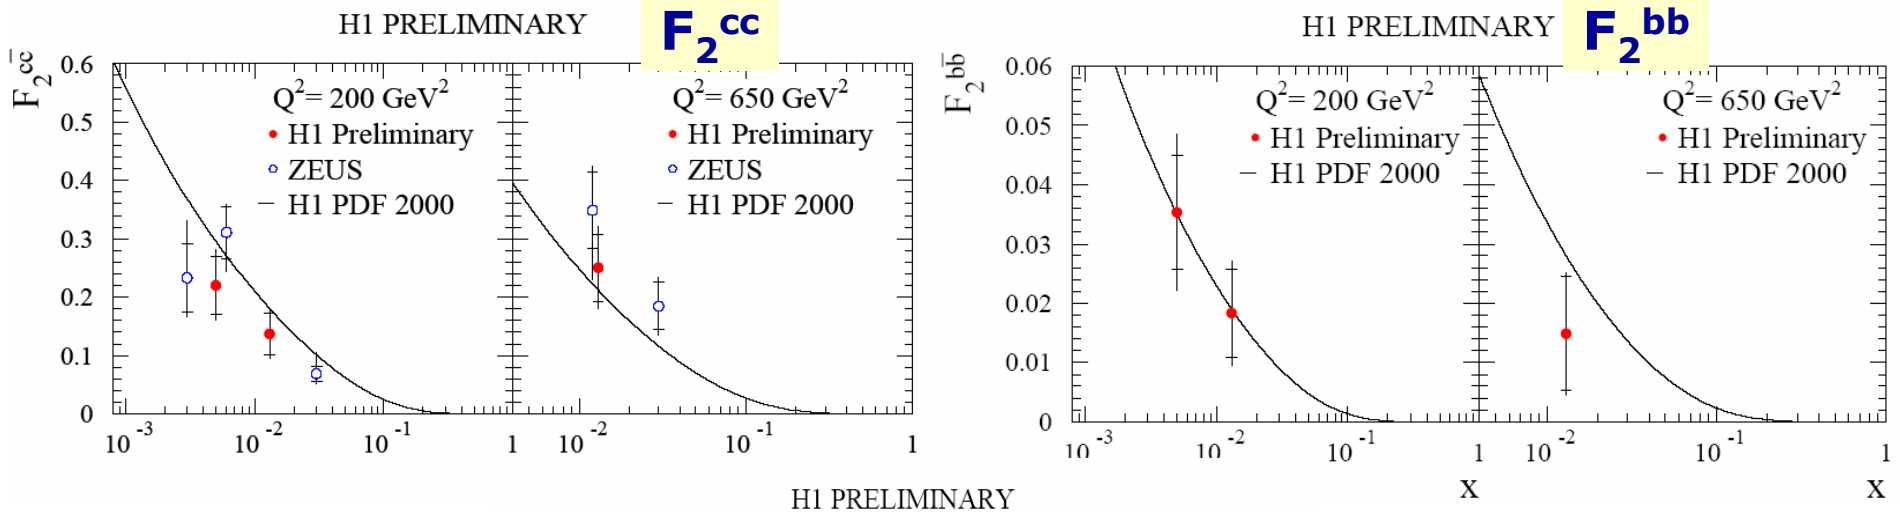 H1 PRELIMINARY
F₂ᶜᶜ
F₂ᶜᶜ̅
0.6
0.5
0.4
0.3
0.2
0.1
0
Q²= 200 GeV²
H1 Preliminary
ZEUS
H1 PDF 2000
Q²= 650 GeV²
H1 Preliminary
ZEUS
H1 PDF 2000
10⁻³ 10⁻² 10⁻¹ 1 10⁻² 10⁻¹ 1
H1 PRELIMINARY
F₂ᵇᵇ
F₂ᵇᵇ̅
0.06
0.05
0.04
0.03
0.02
0.01
0
Q²= 200 GeV²
H1 Preliminary
H1 PDF 2000
Q²= 650 GeV²
H1 Preliminary
H1 PDF 2000
10⁻³ 10⁻² 10⁻¹ 1 10⁻² 10⁻¹ 1
x x
H1 PRELIMINARY